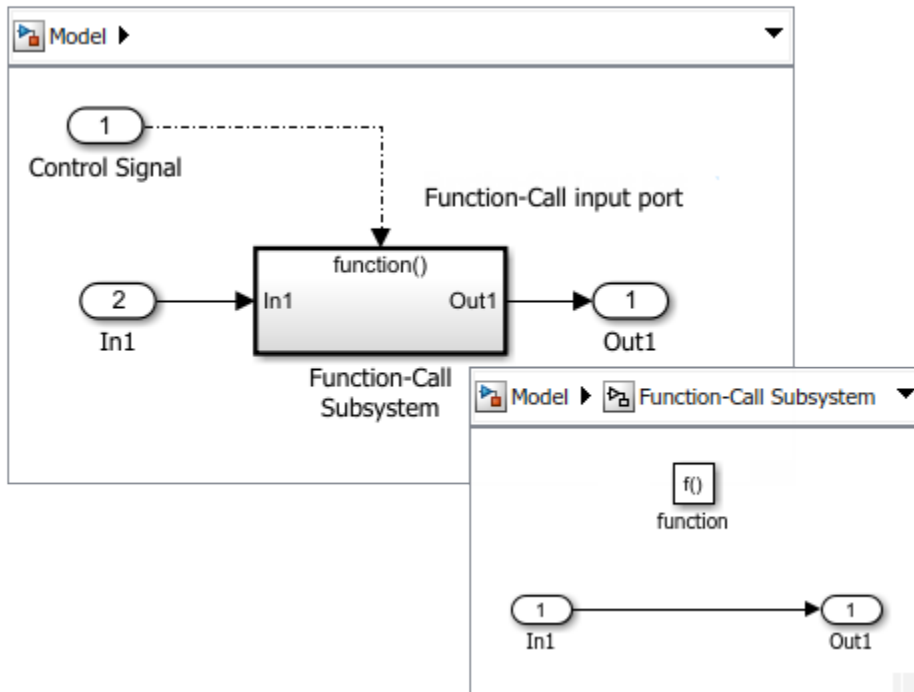 Model
1
Control Signal
Function-Call input port
function()
2
In1
Out1
1
In1
Out1
Function-Call
Subsystem
Model Function-Call Subsystem
f()
function
1
1
In1
Out1